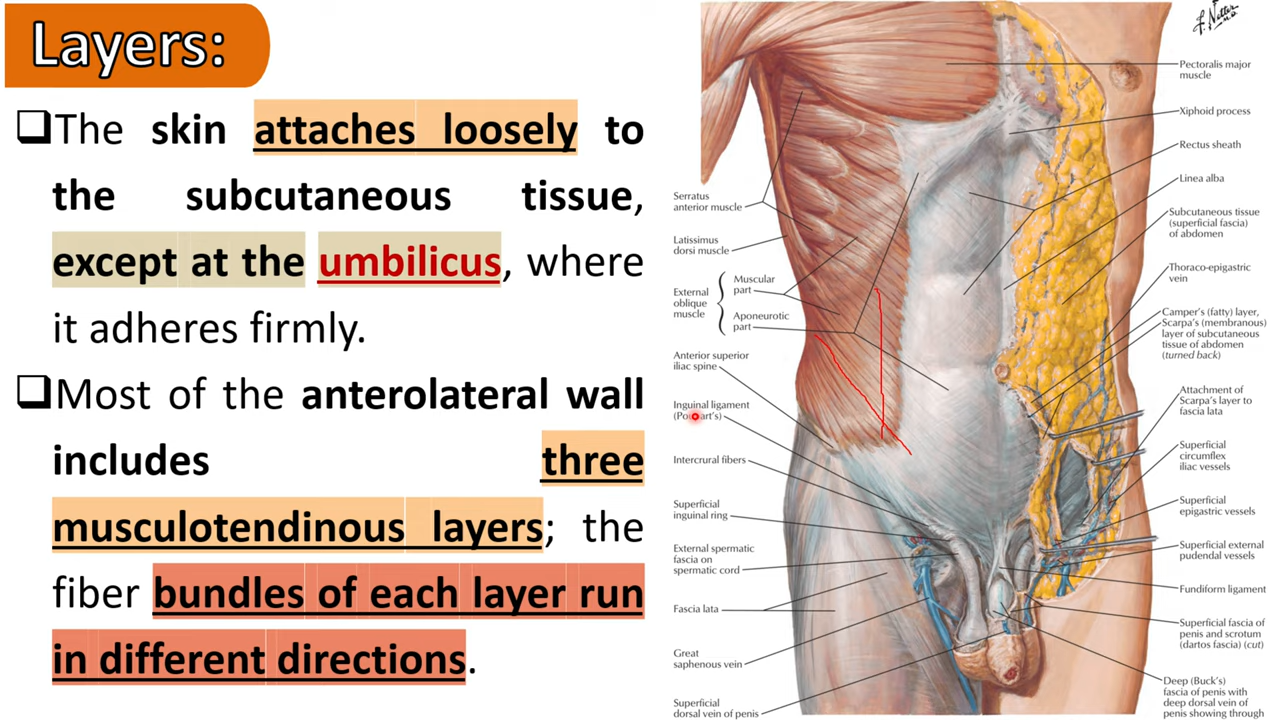 Layers:
❑The skin attaches loosely to
the subcutaneous tissue,
except at the umbilicus, where
it adheres firmly.
❑Most of the anterolateral wall
includes three
musculotendinous layers; the
fiber bundles of each layer run
in different directions.
Serratus
anterior muscle
Latissimus
dorsi muscle
External
oblique
muscle
Muscular
part
Aponeurotic
part
Anterior superior
iliac spine
Inguinal ligament
Intercrural fibers
Superficial
inguinal ring
External spermatic
fascia on
spermatic cord
Fascia lata
Great
saphenous vein
Superficial
dorsal vein of penis
Pectoralis major
muscle
Xiphoid process
Rectus sheath
Linea alba
Subcutaneous tissue
(superficial fascia)
of abdomen
Thoraco-epigastric
vein
Camper's (fatty) layer,
Scarpa's (membranous)
layer of subcutaneous
tissue of abdomen
(turned back)
Attachment of
Scarpa's layer to
fascia lata
Superficial
circumflex
iliac vessels
Superficial
epigastric vessels
Superficial external
pudendal vessels
Fundiform ligament
Superficial fascia of
penis and scrotum
(dartos fascia) (cut)
Deep (Buck's)
fascia of penis with
deep dorsal vein of
penis showing through